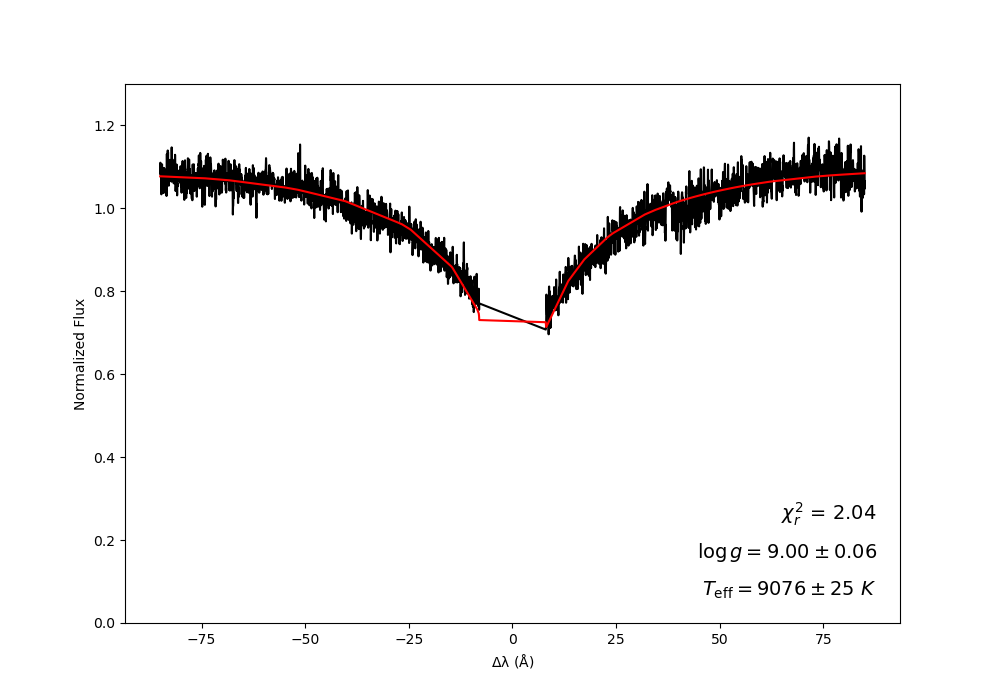 1.2
1.0
0.8
0.6
0.4
0.2
0.0
Normalized Flux
χ²ᵣ = 2.04
log g = 9.00 ± 0.06
T_eff = 9076 ± 25 K
−75 −50 −25 0 25 50 75
Δλ (Å)